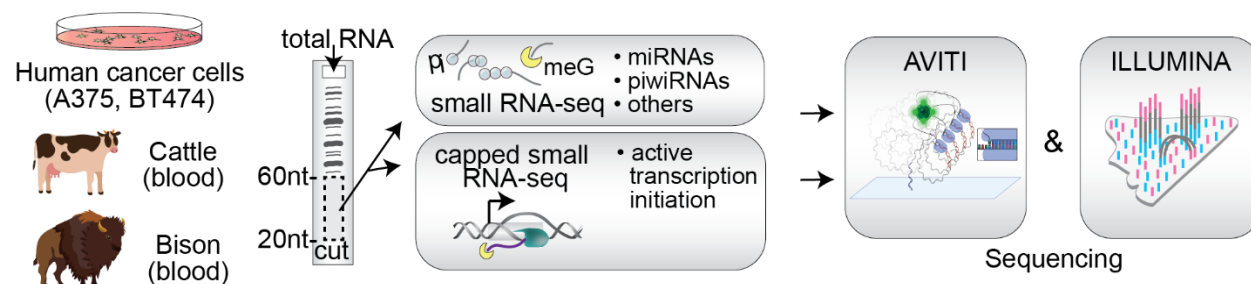 Human cancer cells
(A375, BT474)
Cattle
(blood)
Bison
(blood)
total RNA
60nt-
20nt-
cut
pi
meG
small RNA-seq
• miRNAs
• piwiRNAs
• others
capped small
RNA-seq
• active
transcription
initiation
AVITI
&
ILLUMINA
Sequencing